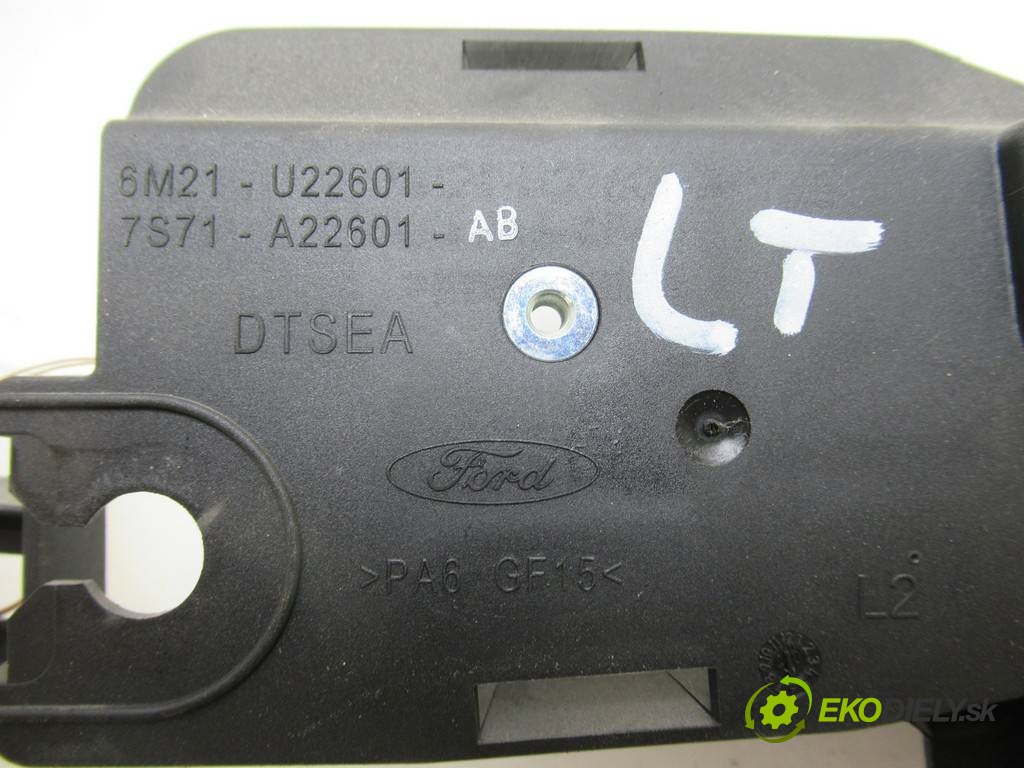 6M21 - U22601 -
7S71 - A22601 - AB
LT
DTSEA
Ford
>PA6 GF15<
L2
EKODIELY.sk